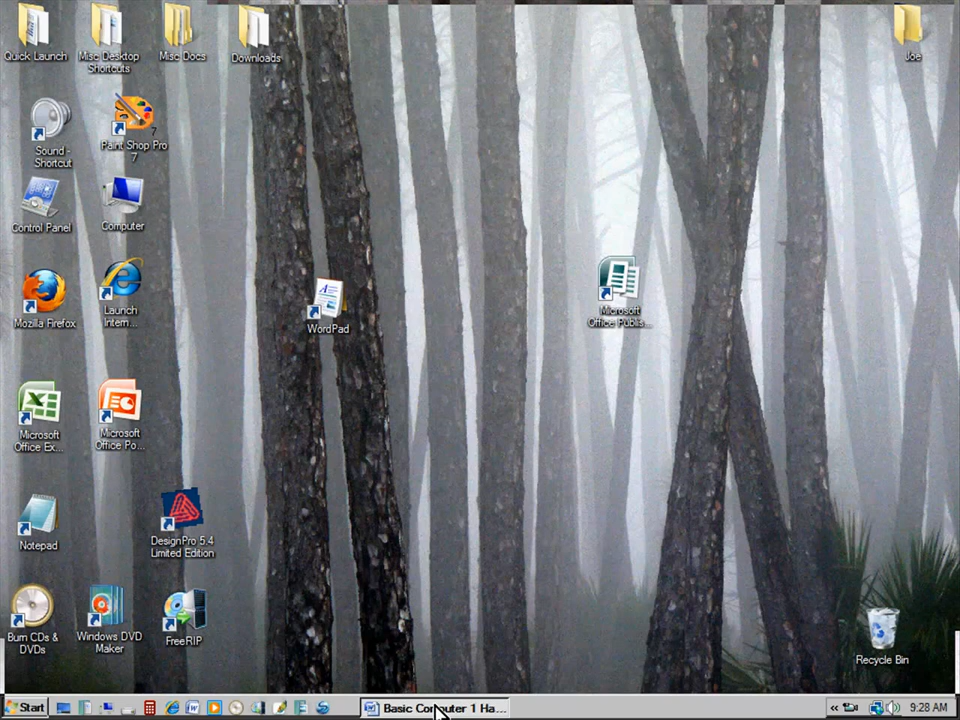 Quick Launch
Misc Desktop
Shortcuts
Misc Docs
Downloads
Joe
Sound -
Shortcut
Paint Shop Pro
7
Control Panel
Computer
Mozilla Firefox
Launch
Intern...
WordPad
Microsoft
Office Publis...
Microsoft
Office Ex...
Microsoft
Office Po...
Notepad
DesignPro 5.4
Limited Edition
Burn CDs &
DVDs
Windows DVD
Maker
FreeRIP
Recycle Bin
Start
Basic Computer 1 Ha...
9:28 AM